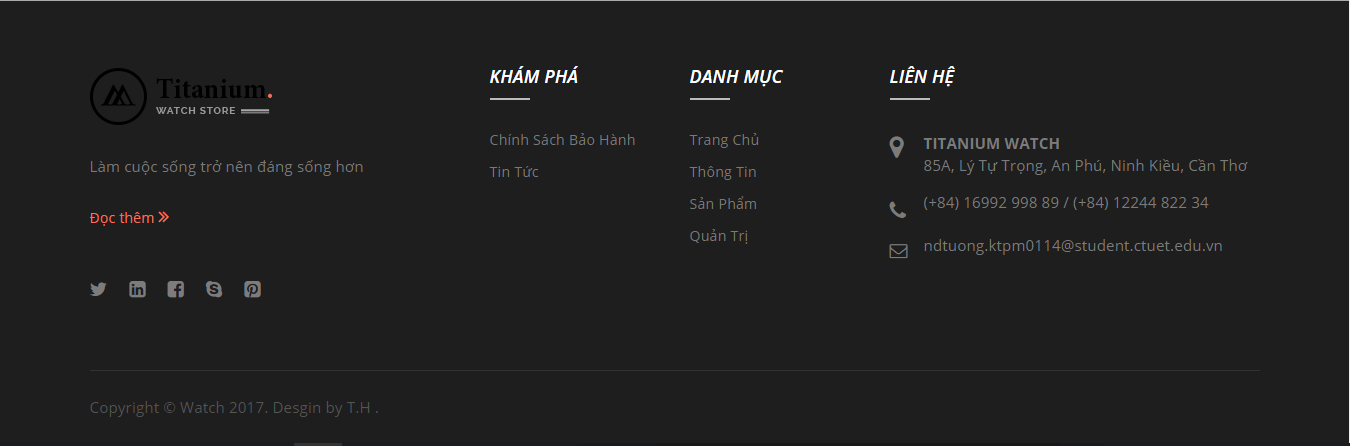 Titanium.
WATCH STORE
Làm cuộc sống trở nên đáng sống hơn
Đọc thêm
KHÁM PHÁ
Chính Sách Bảo Hành
Tin Tức
DANH MỤC
Trang Chủ
Thông Tin
Sản Phẩm
Quản Trị
LIÊN HỆ
TITANIUM WATCH
85A, Lý Tự Trọng, An Phú, Ninh Kiều, Cần Thơ
(+84) 16992 998 89 / (+84) 12244 822 34
ndtuong.ktpm0114@student.ctuet.edu.vn
Copyright © Watch 2017. Desgin by T.H .